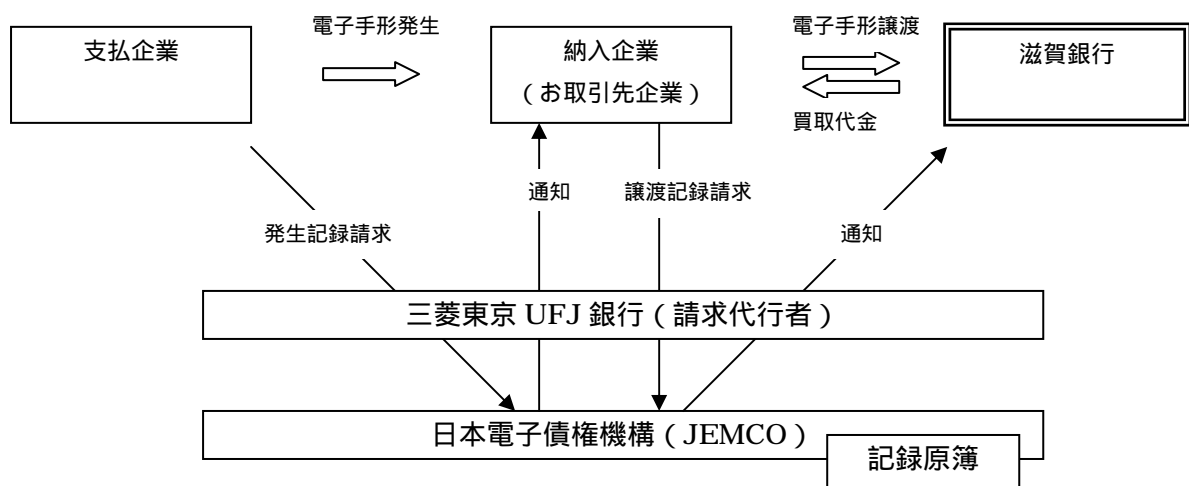 電子手形発生
電子手形譲渡
支払企業
納入企業
（お取引先企業）
滋賀銀行
買取代金
通知
譲渡記録請求
発生記録請求
通知
三菱東京 UFJ 銀行（請求代行者）
日本電子債権機構（JEMCO）
記録原簿